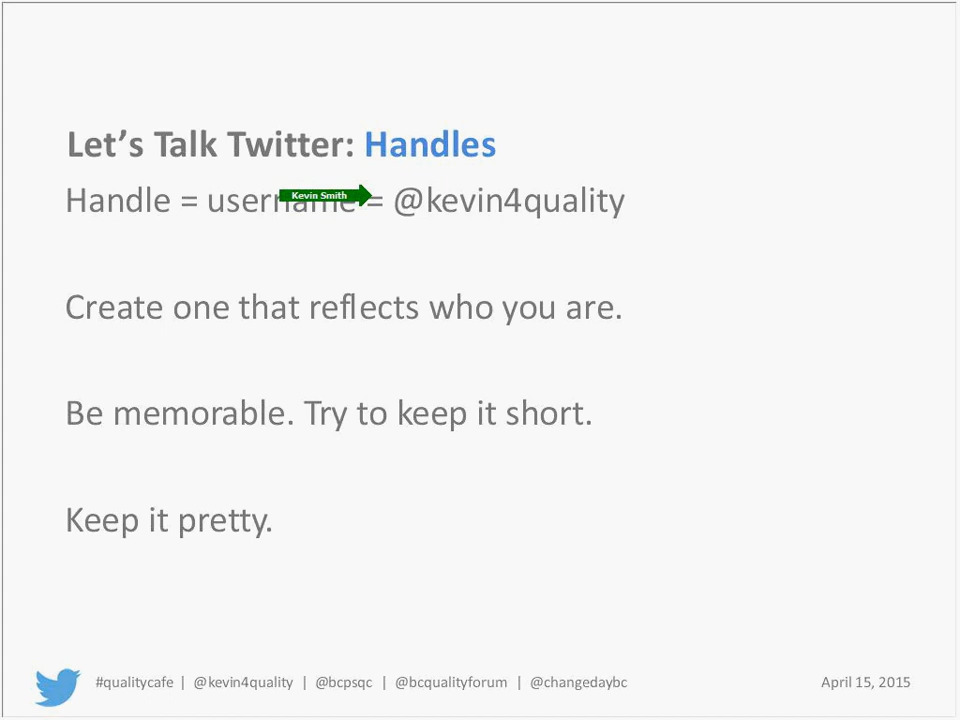 Let’s Talk Twitter: Handles
Handle = username = @kevin4quality
Kevin Smith
Create one that reflects who you are.
Be memorable. Try to keep it short.
Keep it pretty.
#qualitycafe | @kevin4quality | @bcpsqc | @bcqualityforum | @changedaybc April 15, 2015